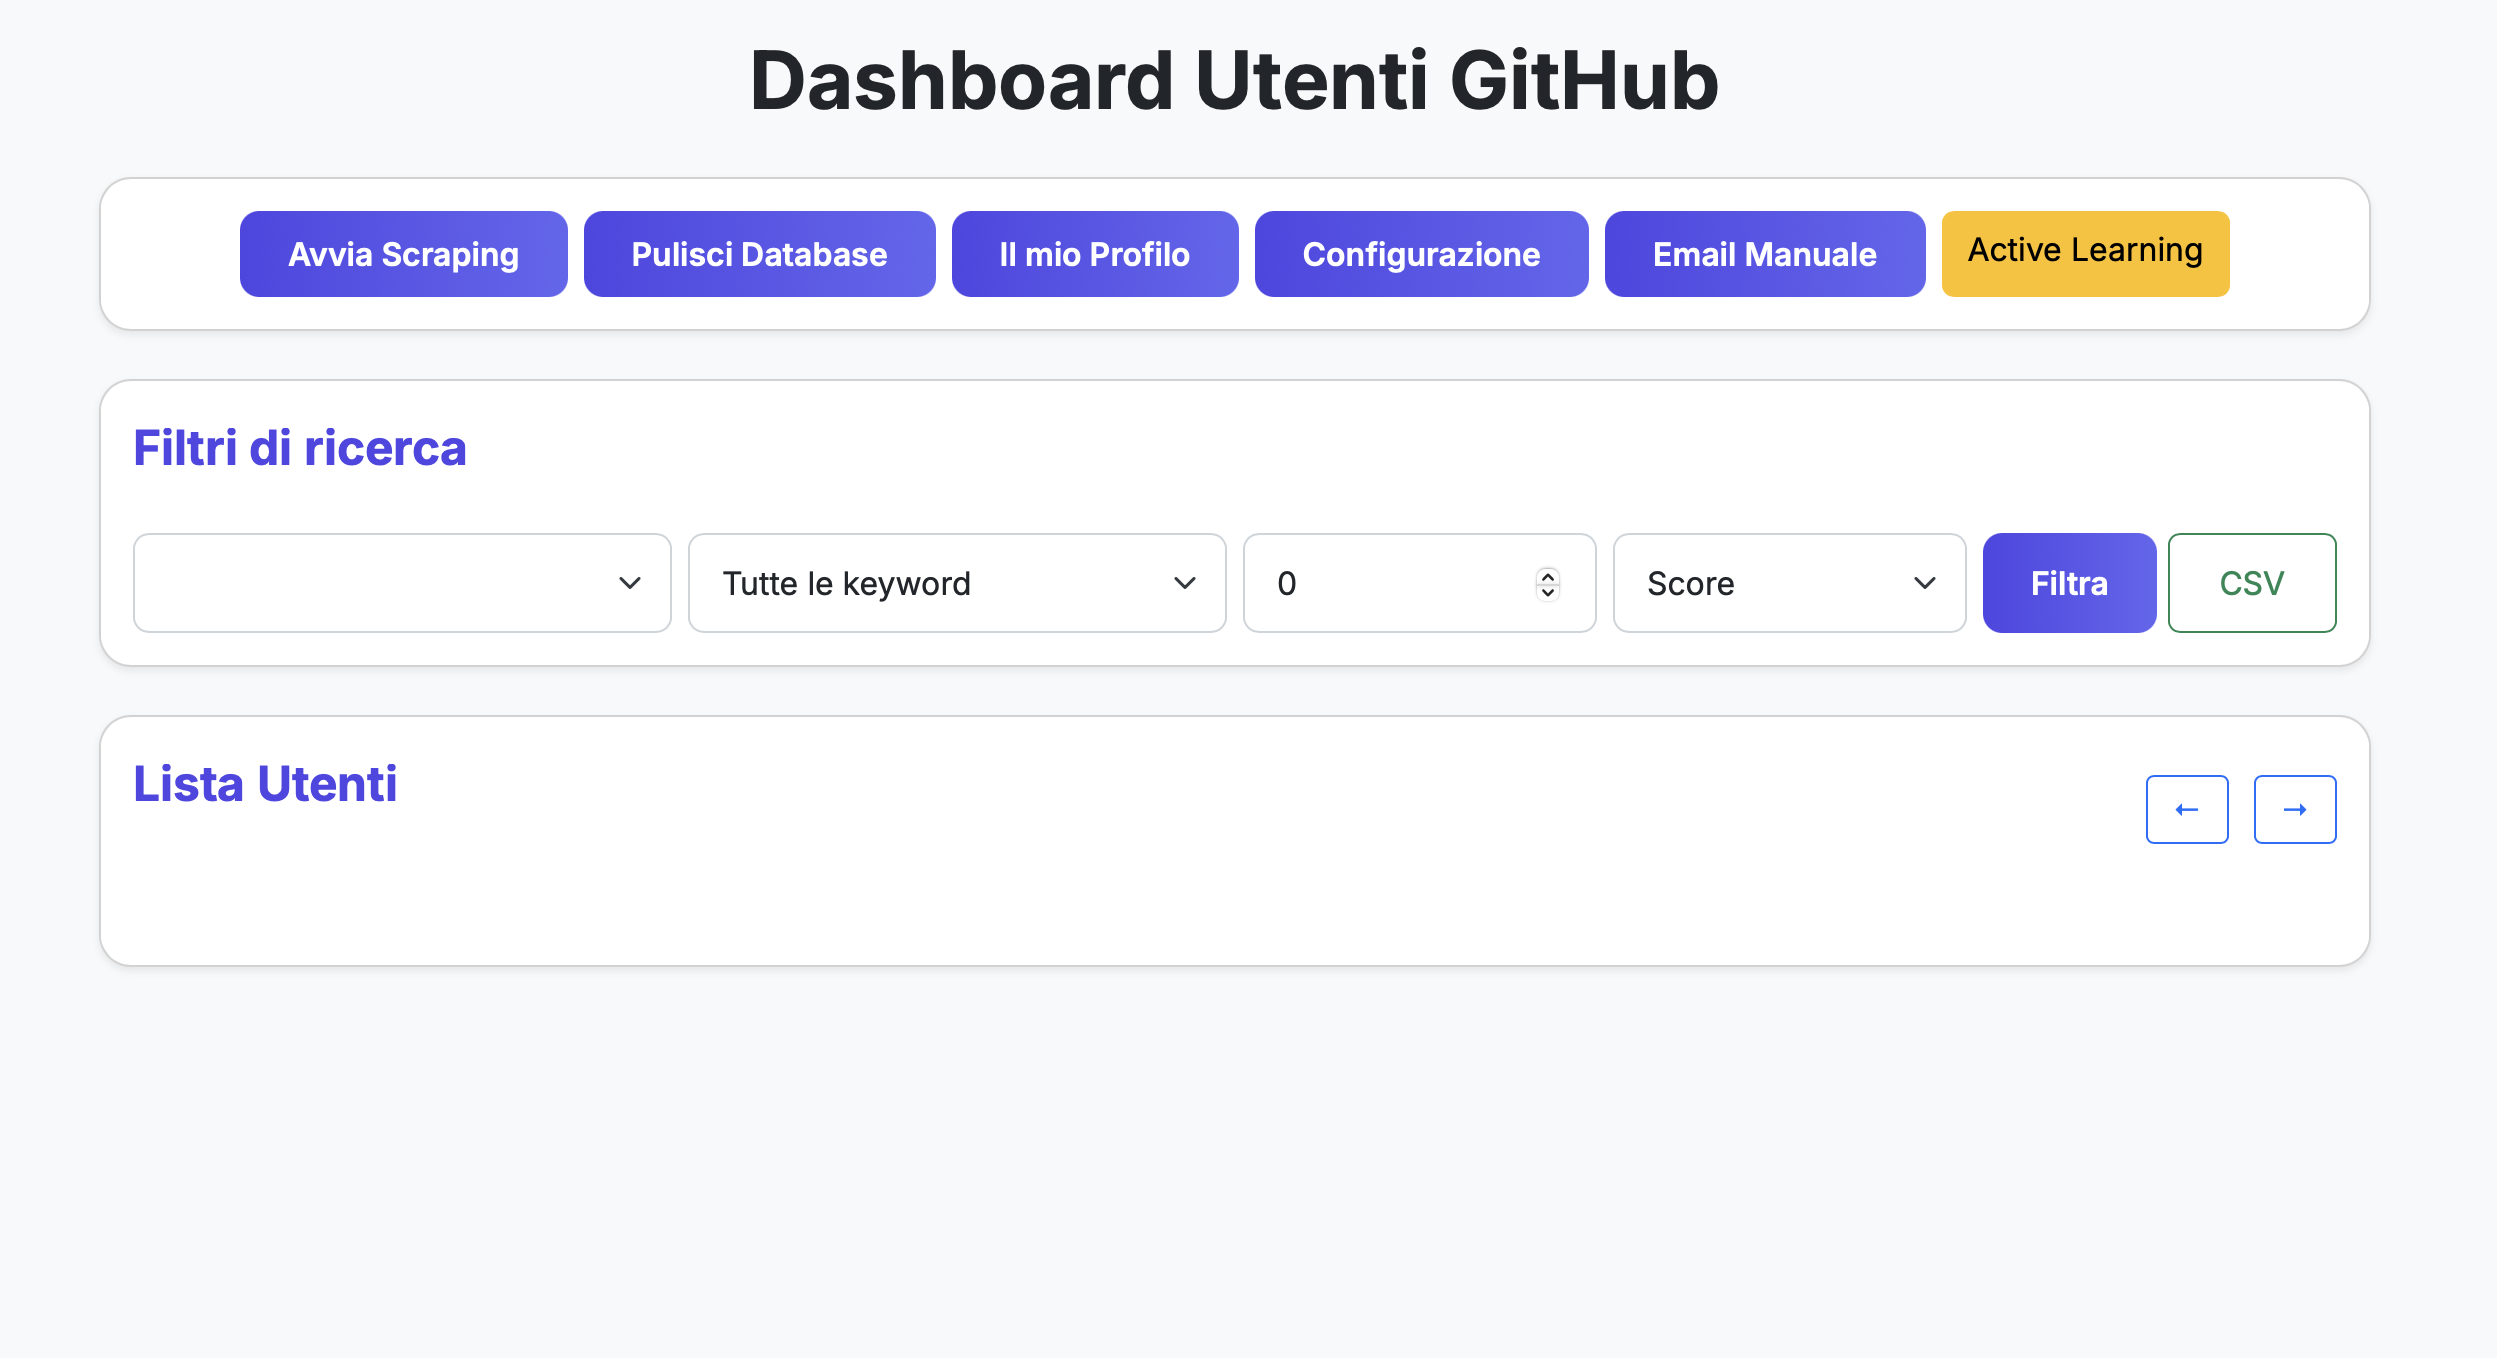 Dashboard Utenti GitHub
Avvia Scraping Pulisci Database Il mio Profilo Configurazione Email Manuale Active Learning
Filtri di ricerca
Tutte le keyword 0 Score Filtra CSV
Lista Utenti
← →